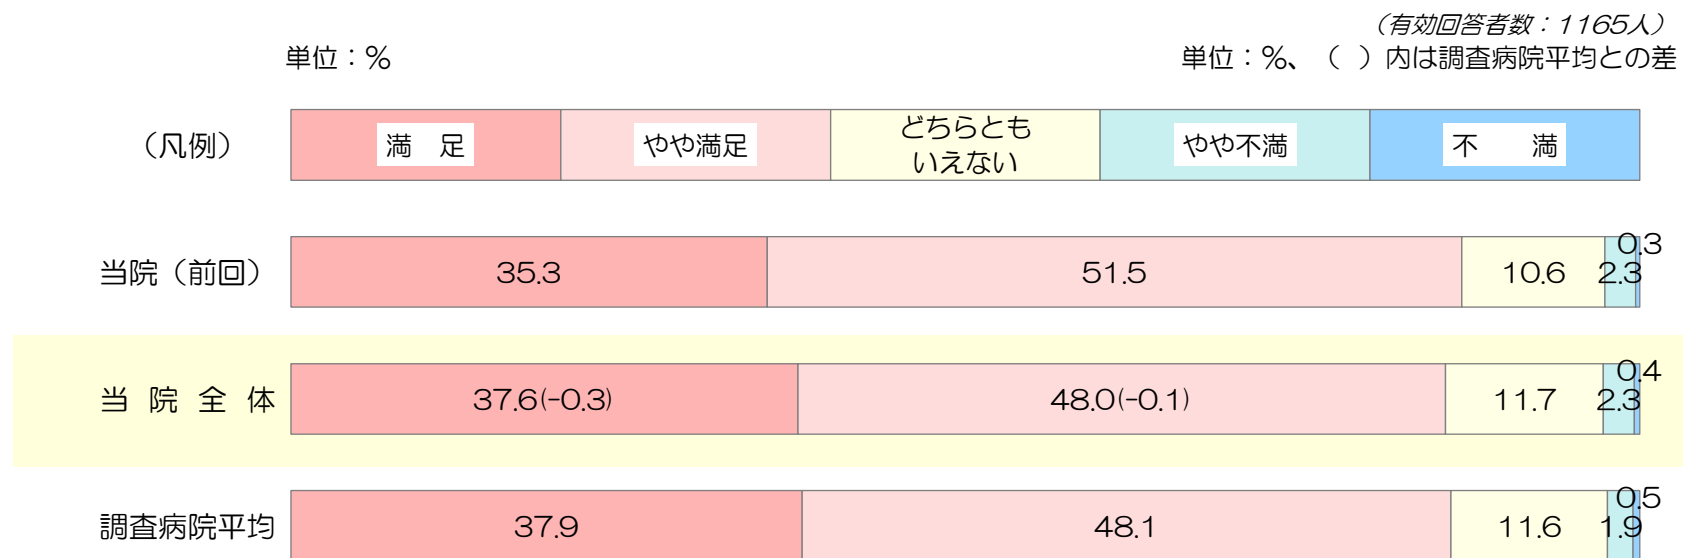 （有効回答者数：1165人）
単位：％
単位：％、（　）内は調査病院平均との差
（凡例）
満　足
やや満足
どちらとも
いえない
やや不満
不　　満
当院（前回）
35.3
51.5
10.6
2.3
0.3
当 院 全 体
37.6(-0.3)
48.0(-0.1)
11.7
2.3
0.4
調査病院平均
37.9
48.1
11.6
1.9
0.5